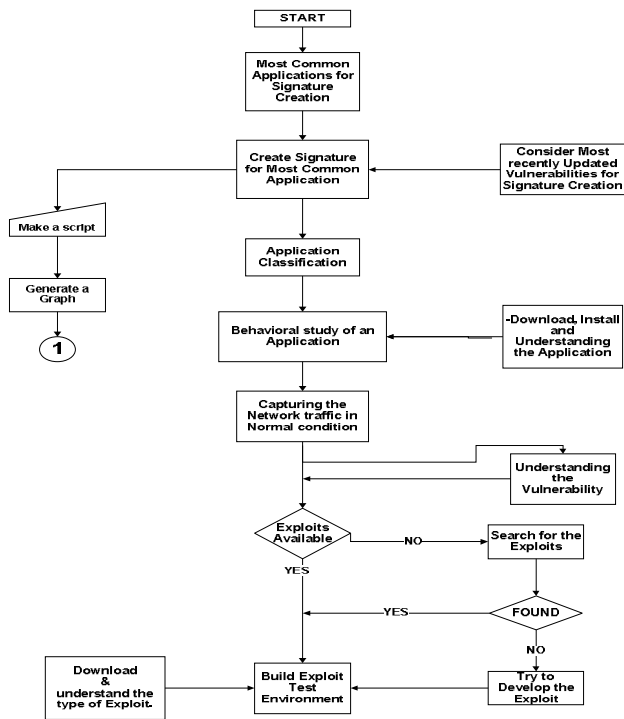 START
Most Common
Applications for
Signature
Creation
Create Signature
for Most Common
Application
Consider Most
recently Updated
Vulnerabilities for
Signature Creation
Make a script
Application
Classification
Generate a
Graph
1
Behavioral study of an
Application
-Download, Install
and
Understanding
the Application
Capturing the
Network traffic in
Normal condition
Understanding
the
Vulnerability
Exploits
Available
NO
Search for the
Exploits
YES
YES
FOUND
NO
Download
&
understand the
type of Exploit.
Build Exploit
Test
Environment
Try to
Develop the
Exploit